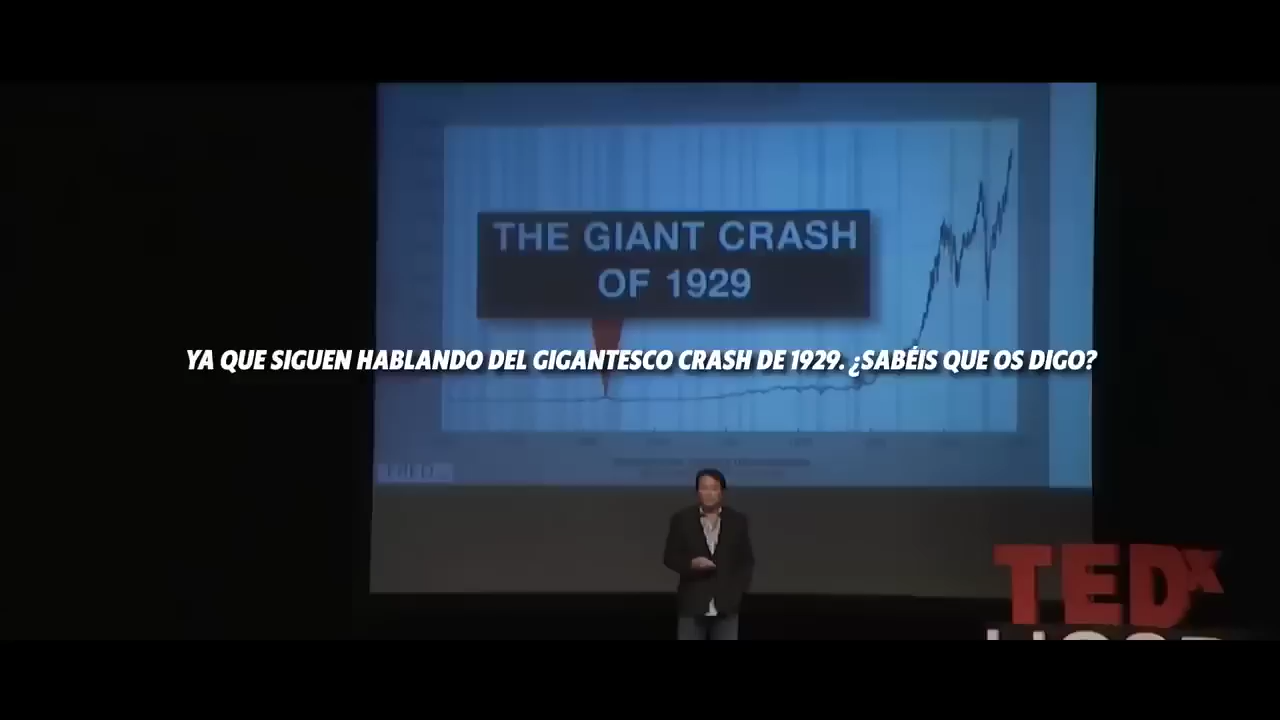 THE GIANT CRASH
OF 1929
YA QUE SIGUEN HABLANDO DEL GIGANTESCO CRASH DE 1929. ¿SABÉIS QUE OS DIGO?
TEDx